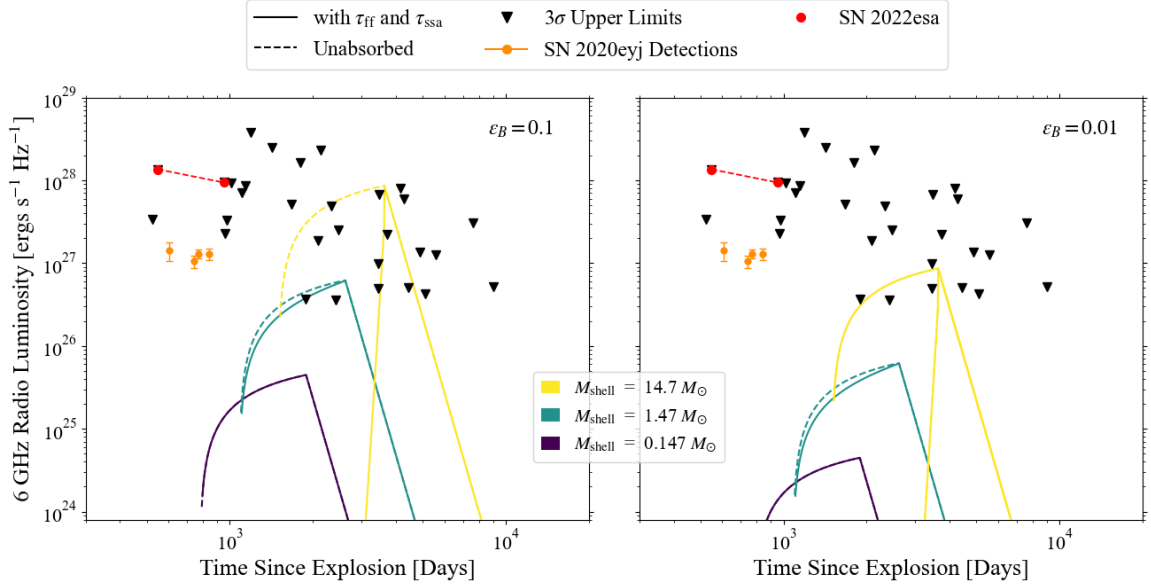 with τff and τssa
Unabsorbed
3σ Upper Limits
SN 2020eyj Detections
SN 2022esa
10²⁹
10²⁸
10²⁷
10²⁶
10²⁵
10²⁴
6 GHz Radio Luminosity [ergs s⁻¹ Hz⁻¹]
εB = 0.1
εB = 0.01
Mshell = 14.7 M⊙
Mshell = 1.47 M⊙
Mshell = 0.147 M⊙
10³
10⁴
10³
10⁴
Time Since Explosion [Days]
Time Since Explosion [Days]